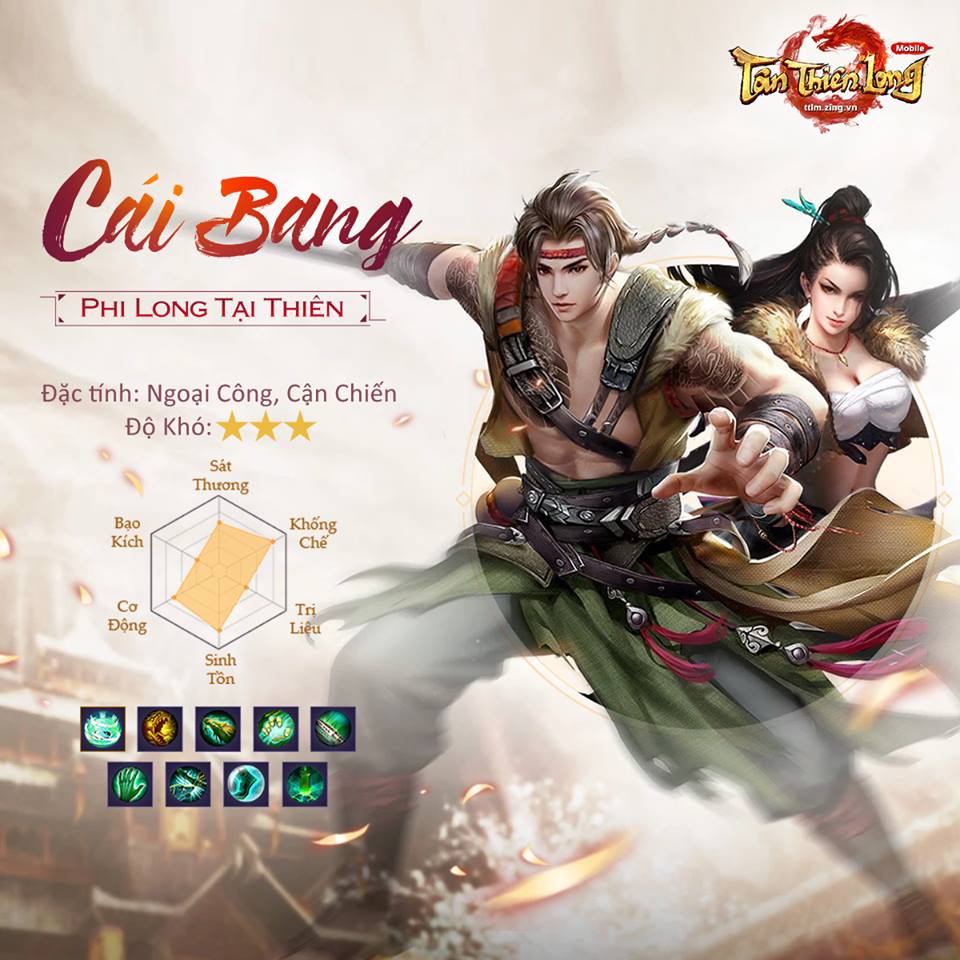 Mobile
Tân Thiên Long
ttlm.zing.vn
Cái Bang
PHI LONG TẠI THIÊN
Đặc tính: Ngoại Công, Cận Chiến
Độ Khó:
Sát
Thương
Bạo
Kích
Khống
Chế
Cơ
Động
Trị
Liệu
Sinh
Tồn